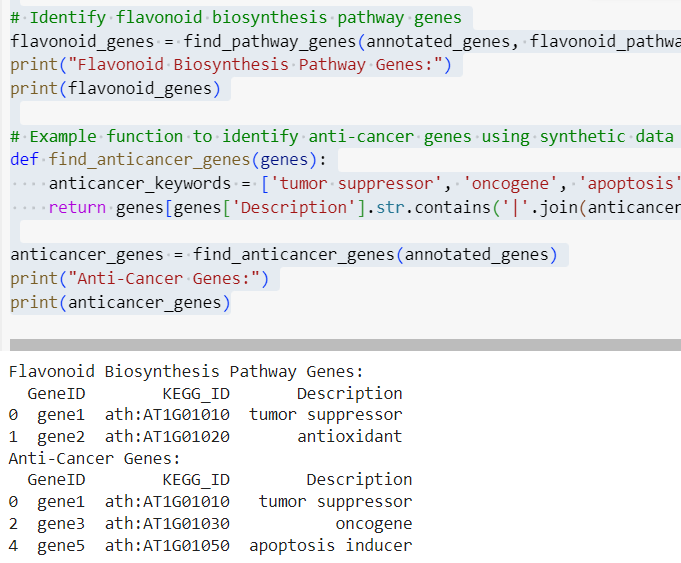 # Identify flavonoid biosynthesis pathway genes
flavonoid_genes = find_pathway_genes(annotated_genes, flavonoid_pathwa
print("Flavonoid Biosynthesis Pathway Genes:")
print(flavonoid_genes)
# Example function to identify anti-cancer genes using synthetic data
def find_anticancer_genes(genes):
····anticancer_keywords = ['tumor suppressor', 'oncogene', 'apoptosis'
····return genes[genes['Description'].str.contains('|'.join(anticancer
anticancer_genes = find_anticancer_genes(annotated_genes)
print("Anti-Cancer Genes:")
print(anticancer_genes)
Flavonoid Biosynthesis Pathway Genes:
  GeneID        KEGG_ID       Description
0  gene1  ath:AT1G01010  tumor suppressor
1  gene2  ath:AT1G01020       antioxidant
Anti-Cancer Genes:
  GeneID        KEGG_ID        Description
0  gene1  ath:AT1G01010   tumor suppressor
2  gene3  ath:AT1G01030           oncogene
4  gene5  ath:AT1G01050  apoptosis inducer